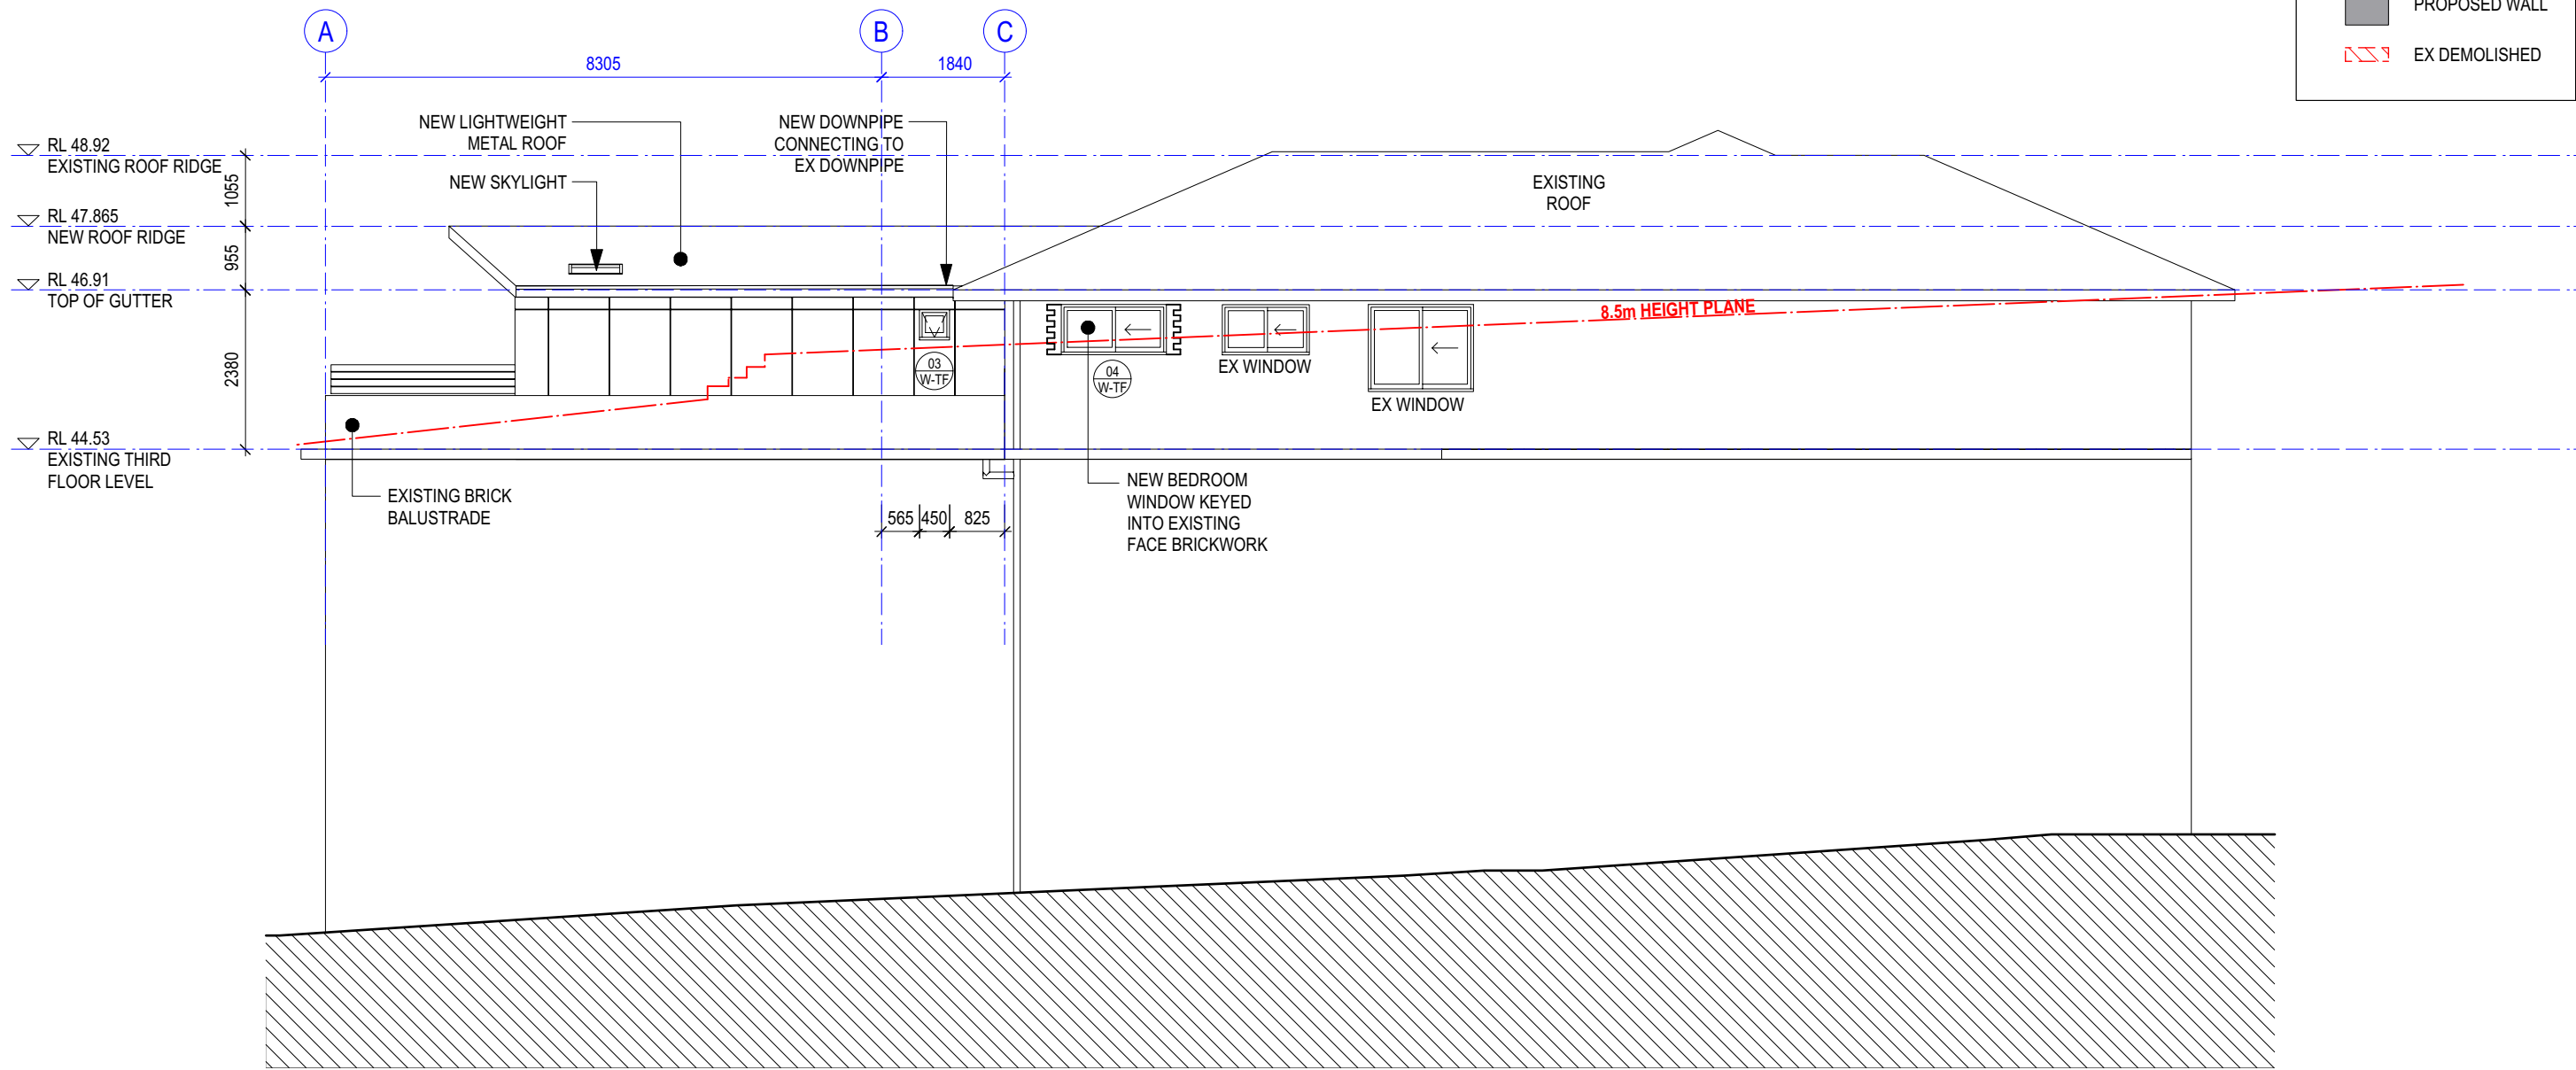 PROPOSED WALL
EX DEMOLISHED
A
B
C
8305
1840
NEW LIGHTWEIGHT
METAL ROOF
NEW DOWNPIPE
CONNECTING TO
EX DOWNPIPE
NEW SKYLIGHT
RL 48.92
EXISTING ROOF RIDGE
1055
RL 47.865
NEW ROOF RIDGE
955
RL 46.91
TOP OF GUTTER
2380
RL 44.53
EXISTING THIRD
FLOOR LEVEL
EXISTING
ROOF
8.5m HEIGHT PLANE
03
W-TF
04
W-TF
EX WINDOW
EX WINDOW
EXISTING BRICK
BALUSTRADE
565
450
825
NEW BEDROOM
WINDOW KEYED
INTO EXISTING
FACE BRICKWORK